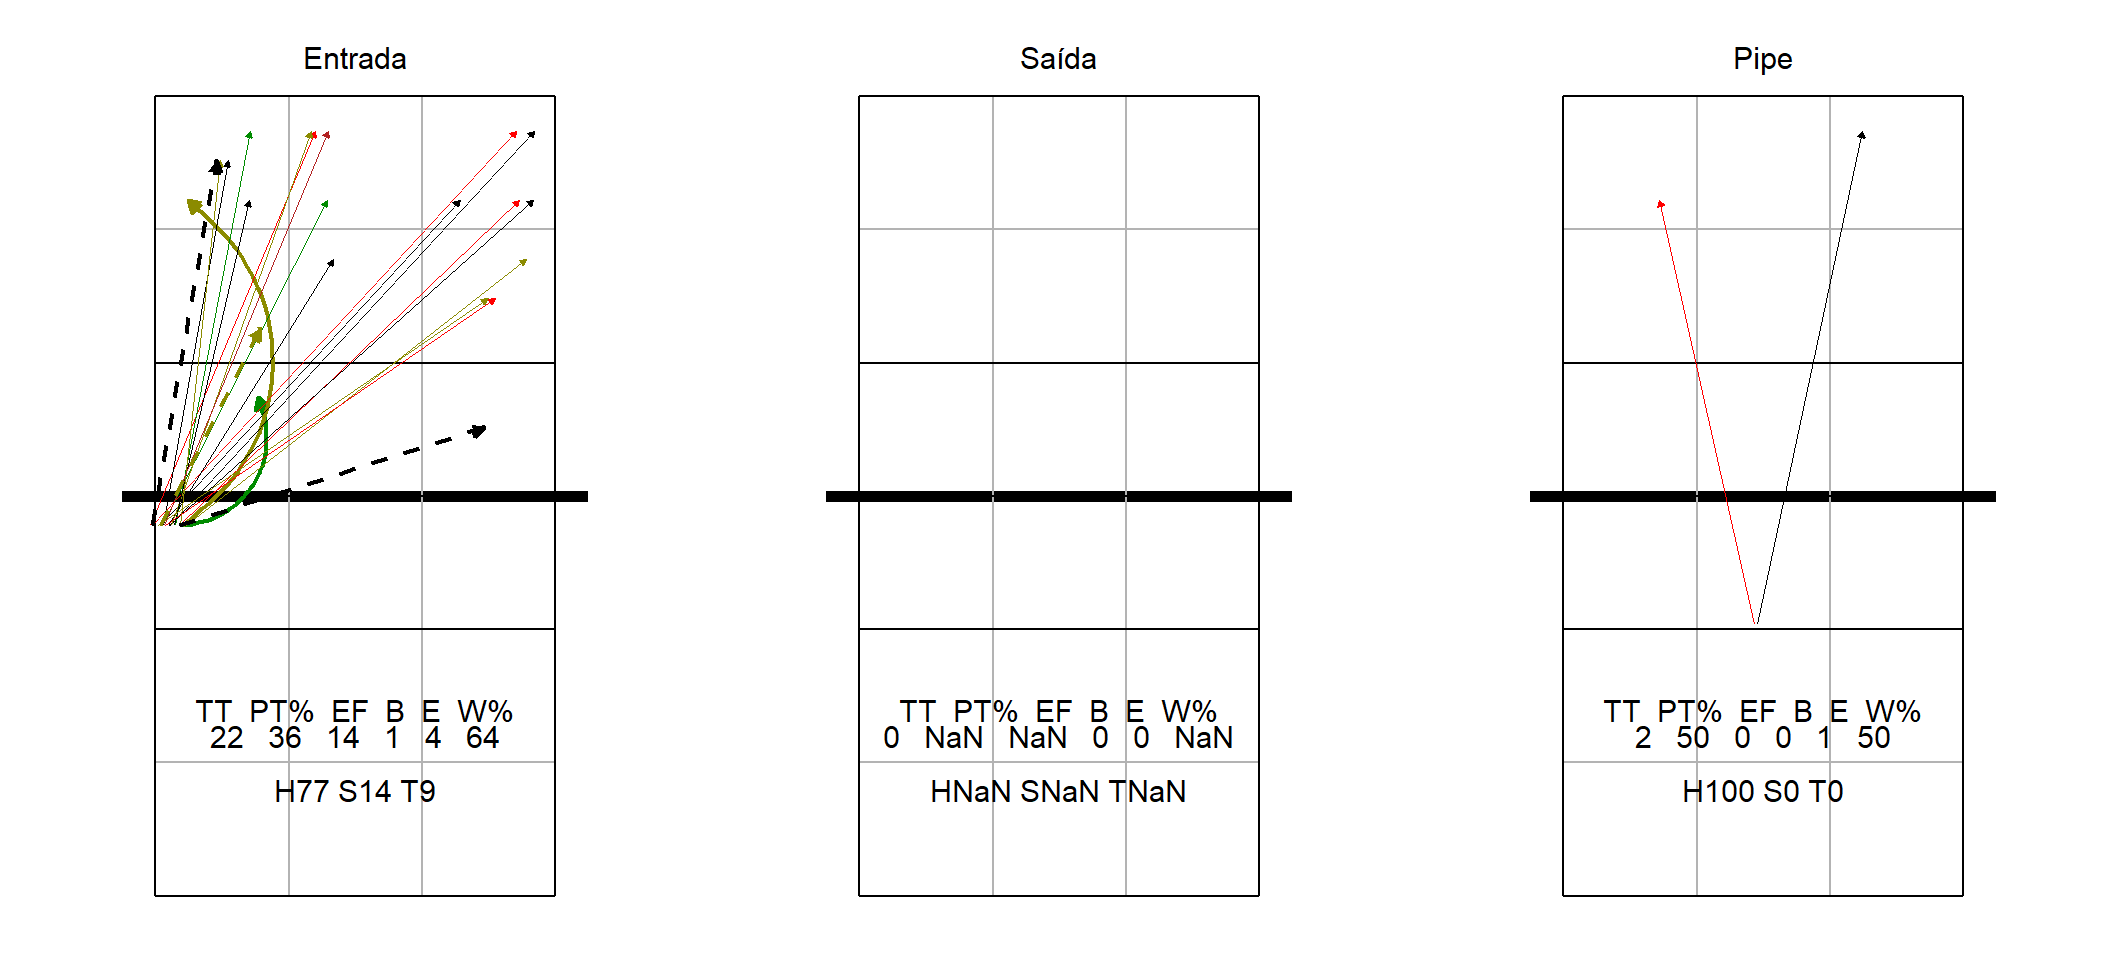 Entrada
TT PT% EF B E W%
22 36 14 1 4 64
H77 S14 T9
Saída
TT PT% EF B E W%
0 NaN NaN 0 0 NaN
HNaN SNaN TNaN
Pipe
TT PT% EF B E W%
2 50 0 0 1 50
H100 S0 T0